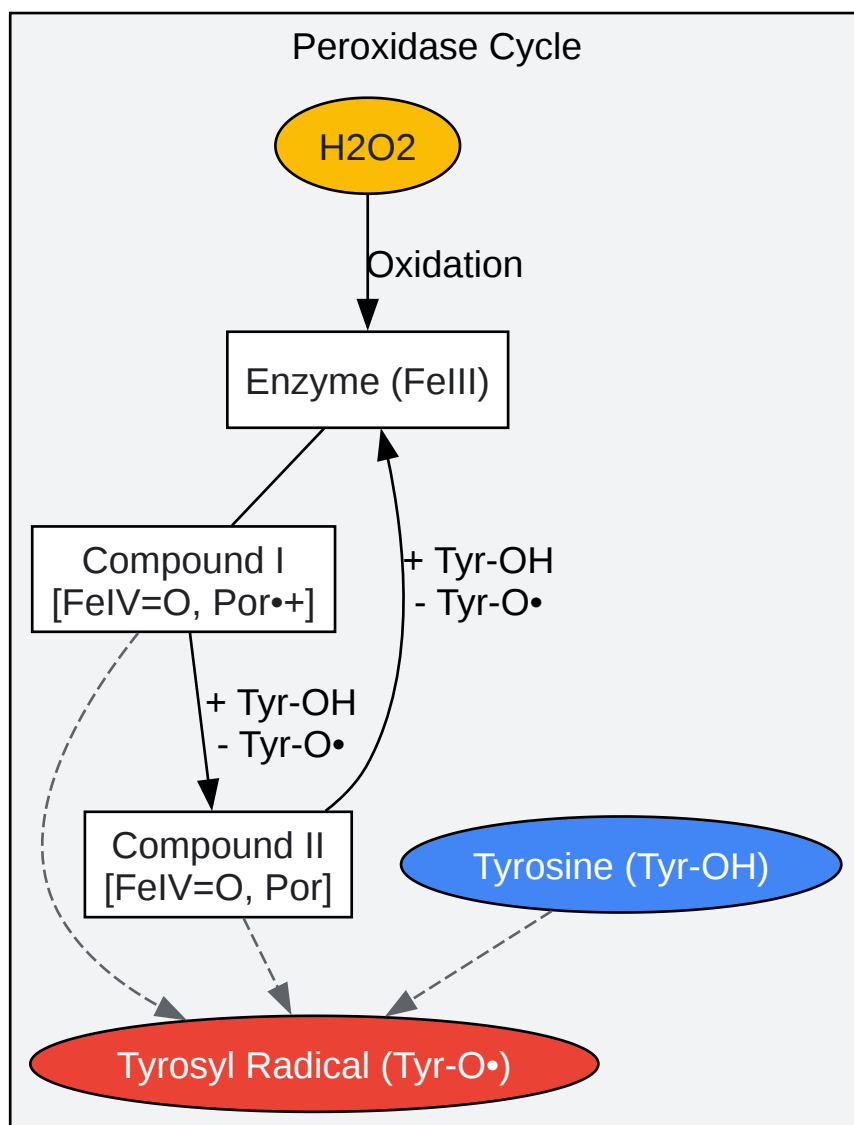 Peroxidase Cycle
H2O2
Oxidation
Enzyme (FeIII)
Compound I
[FeIV=O, Por•+]
+ Tyr-OH
- Tyr-O•
+ Tyr-OH
- Tyr-O•
Compound II
[FeIV=O, Por]
Tyrosine (Tyr-OH)
Tyrosyl Radical (Tyr-O•)